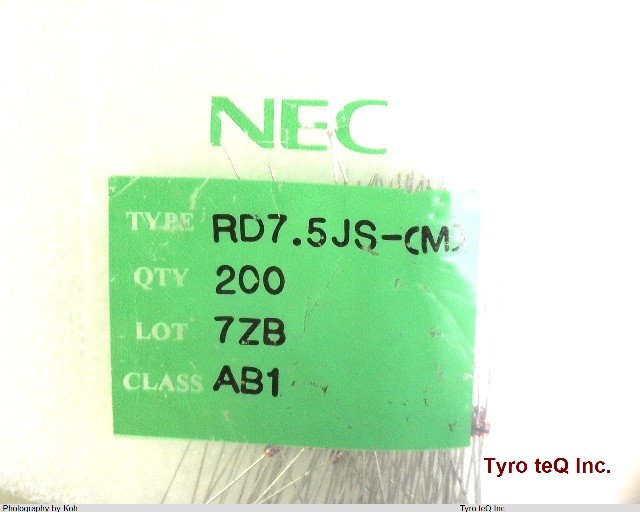 NEC
TYPE RD7.5JS-(M)
QTY 200
LOT 7ZB
CLASS AB1
Tyro teQ Inc.
Photography by Koh Tyro teQ Inc